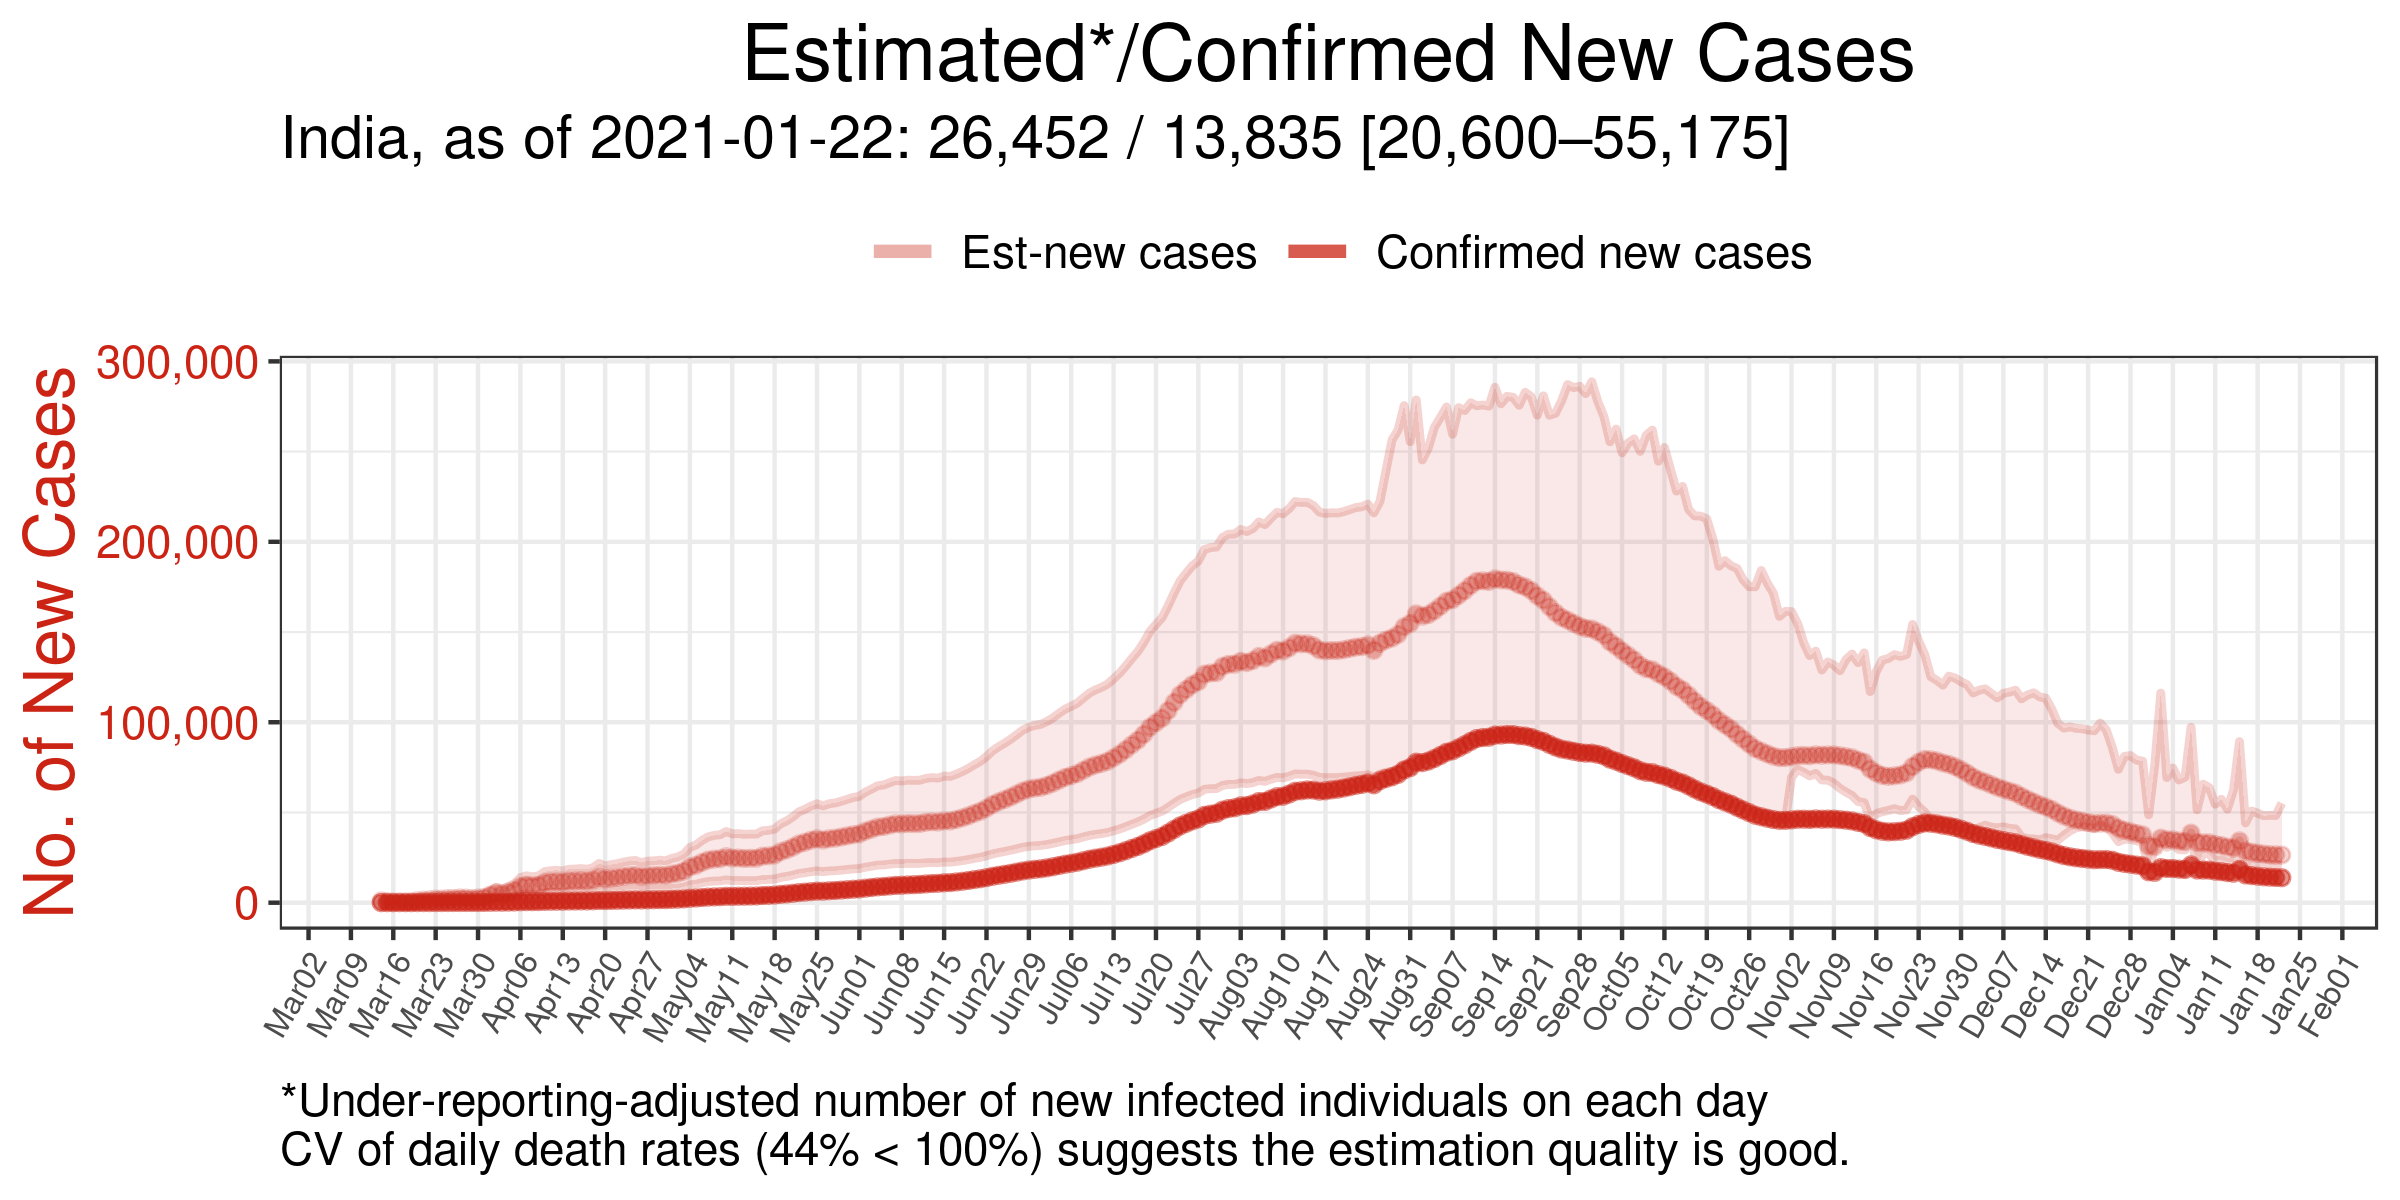 Estimated*/Confirmed New Cases
India, as of 2021-01-22: 26,452 / 13,835 [20,600–55,175]
Est-new cases Confirmed new cases
No. of New Cases
300,000
200,000
100,000
0
Mar02 Mar09 Mar16 Mar23 Mar30 Apr06 Apr13 Apr20 Apr27 May04 May11 May18 May25 Jun01 Jun08 Jun15 Jun22 Jun29 Jul06 Jul13 Jul20 Jul27 Aug03 Aug10 Aug17 Aug24 Aug31 Sep07 Sep14 Sep21 Sep28 Oct05 Oct12 Oct19 Oct26 Nov02 Nov09 Nov16 Nov23 Nov30 Dec07 Dec14 Dec21 Dec28 Jan04 Jan11 Jan18 Jan25 Feb01
*Under-reporting-adjusted number of new infected individuals on each day
CV of daily death rates (44% < 100%) suggests the estimation quality is good.